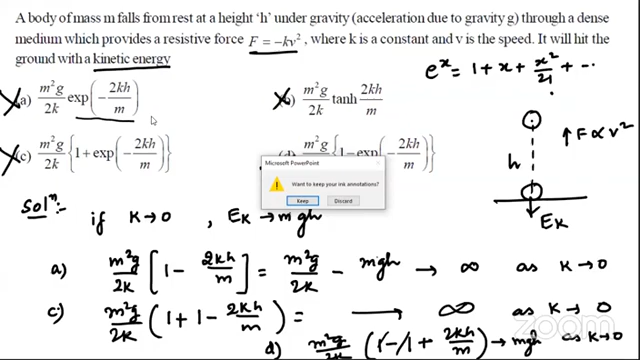 A body of mass m falls from rest at a height 'h' under gravity (acceleration due to gravity g) through a dense
medium which provides a resistive force F = −kv², where k is a constant and v is the speed. It will hit the
ground with a kinetic energy
eˣ = 1 + x + x²/2! + ...
(a) m²g/2k exp(−2kh/m)
(b) m²g/2k tanh 2kh/m
(c) m²g/2k {1+exp(−2kh/m)}
(d) m²g/2k {1−exp(−2kh/m)}
↑F∝v²
h
EK
Microsoft PowerPoint
Want to keep your ink annotations?
Keep Discard
Solⁿ:-
if K→0 , EK → mgh
a) m²g/2k [1 − 2kh/m] = m²g/2k − mgh → ∞ as K→0
c) m²g/2k (1+1−2kh/m) = → ∞ as K→0
d) m²g/2k (1−1+2kh/m) → mgh as K→0
zoom